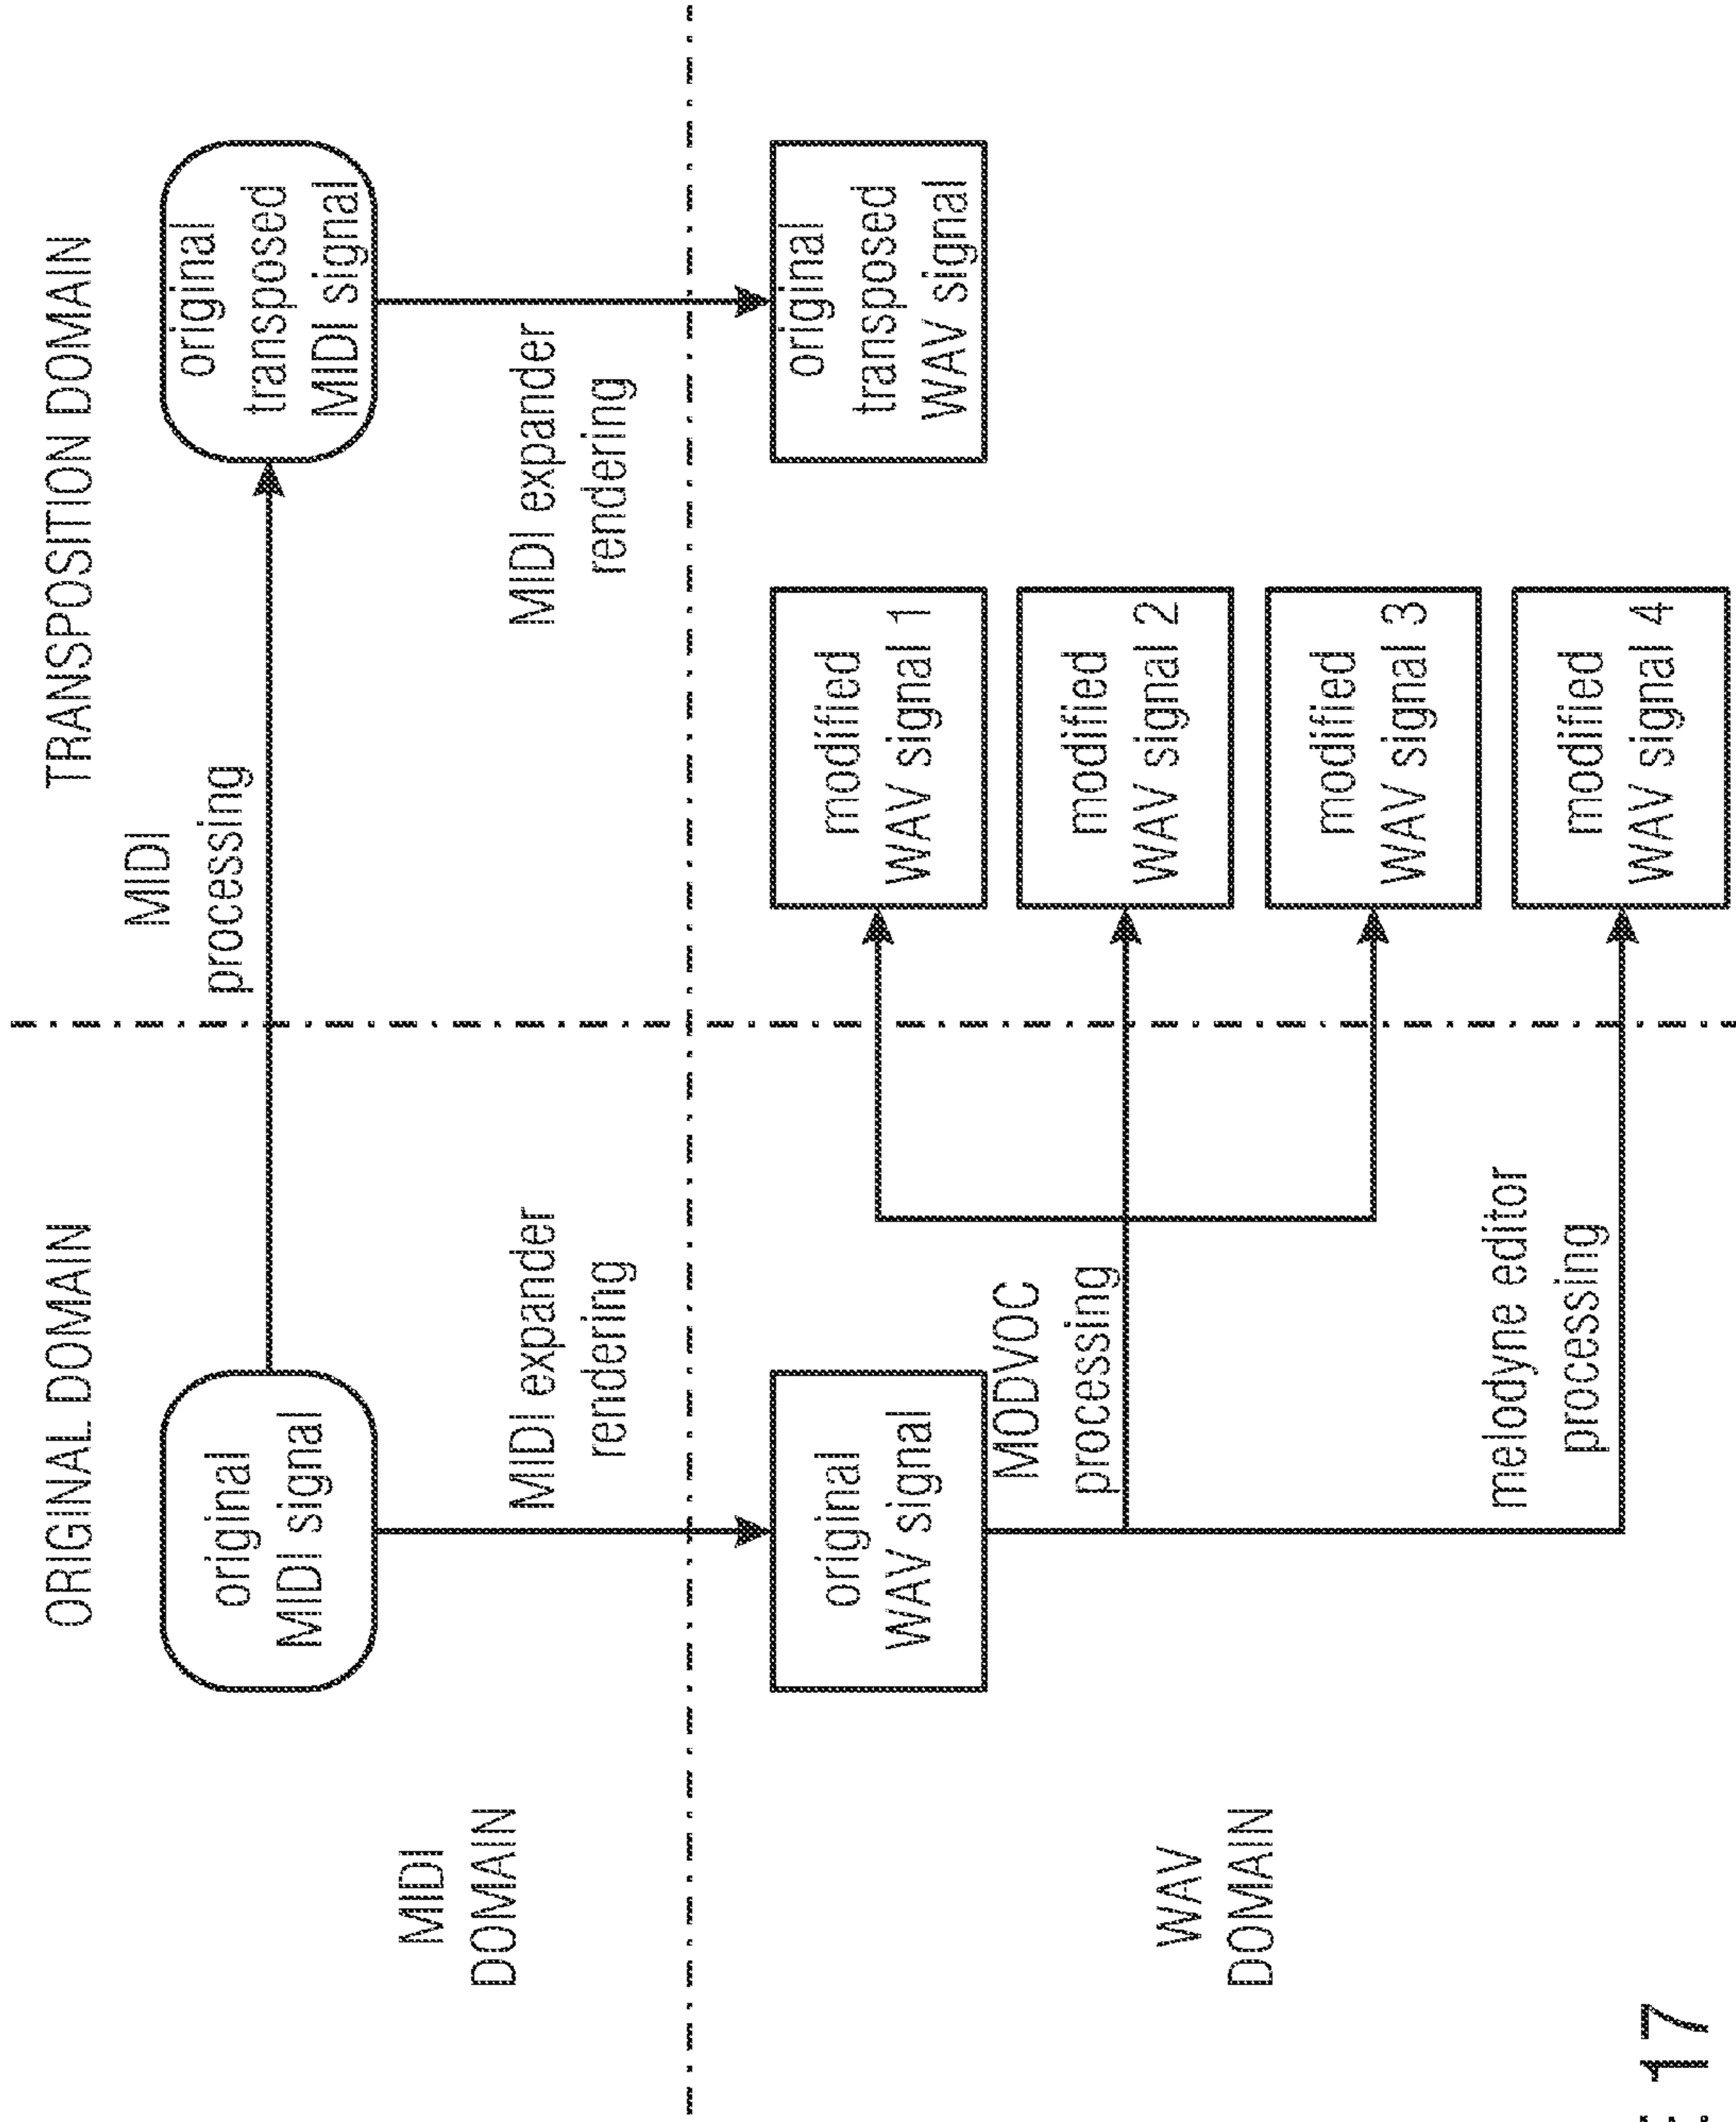 ORIGINAL DOMAIN
TRANSPOSITION DOMAIN
MIDI
processing
original
MIDI signal
original
transposed
MIDI signal
MIDI
DOMAIN
MIDI expander
rendering
MIDI expander
rendering
original
WAV signal
modified
WAV signal 1
original
transposed
WAV signal
MODVOC
processing
modified
WAV signal 2
WAV
DOMAIN
modified
WAV signal 3
melodyne editor
processing
modified
WAV signal 4
17